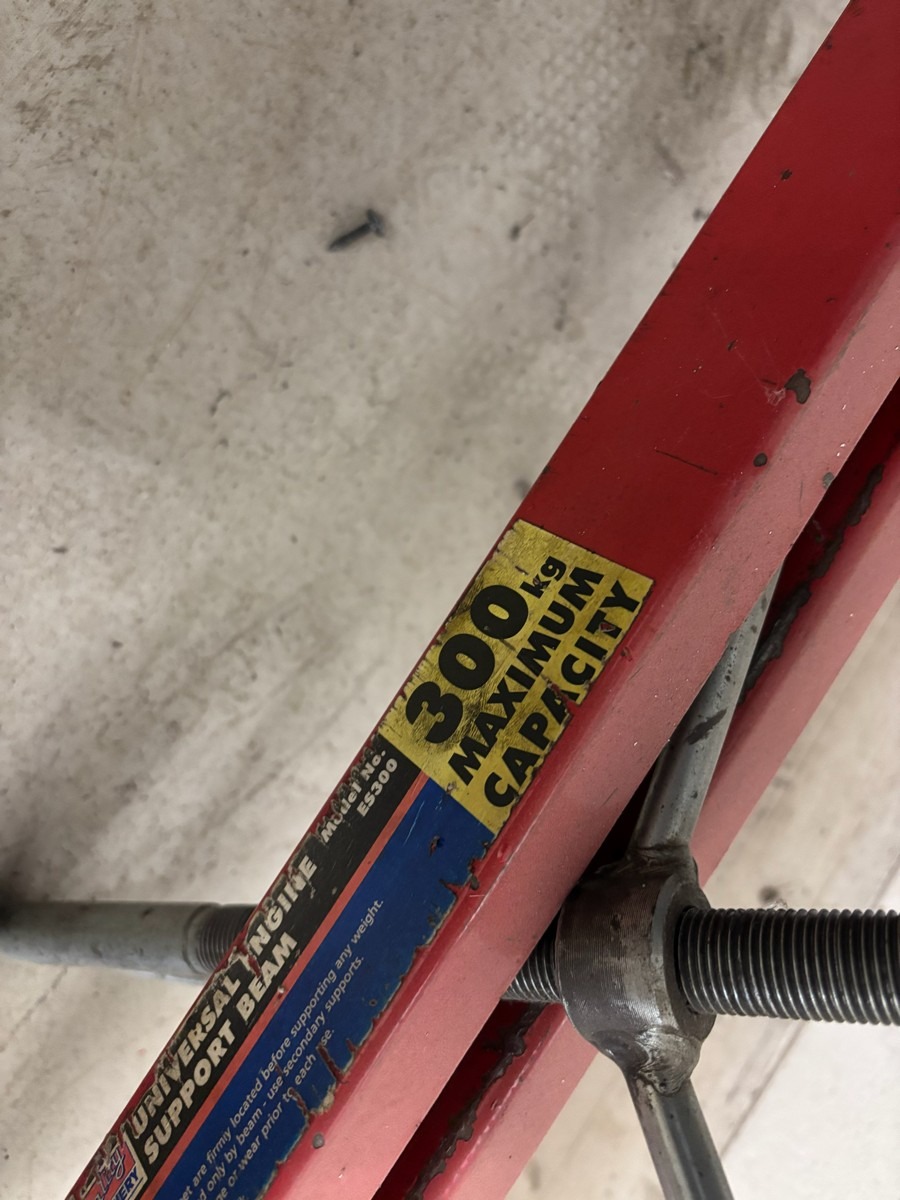 300kg
MAXIMUM
CAPACITY
Model No.
ES300
UNIVERSAL ENGINE
SUPPORT BEAM
are firmly located before supporting any weight.
only by beam - use secondary supports.
or wear prior to each use.